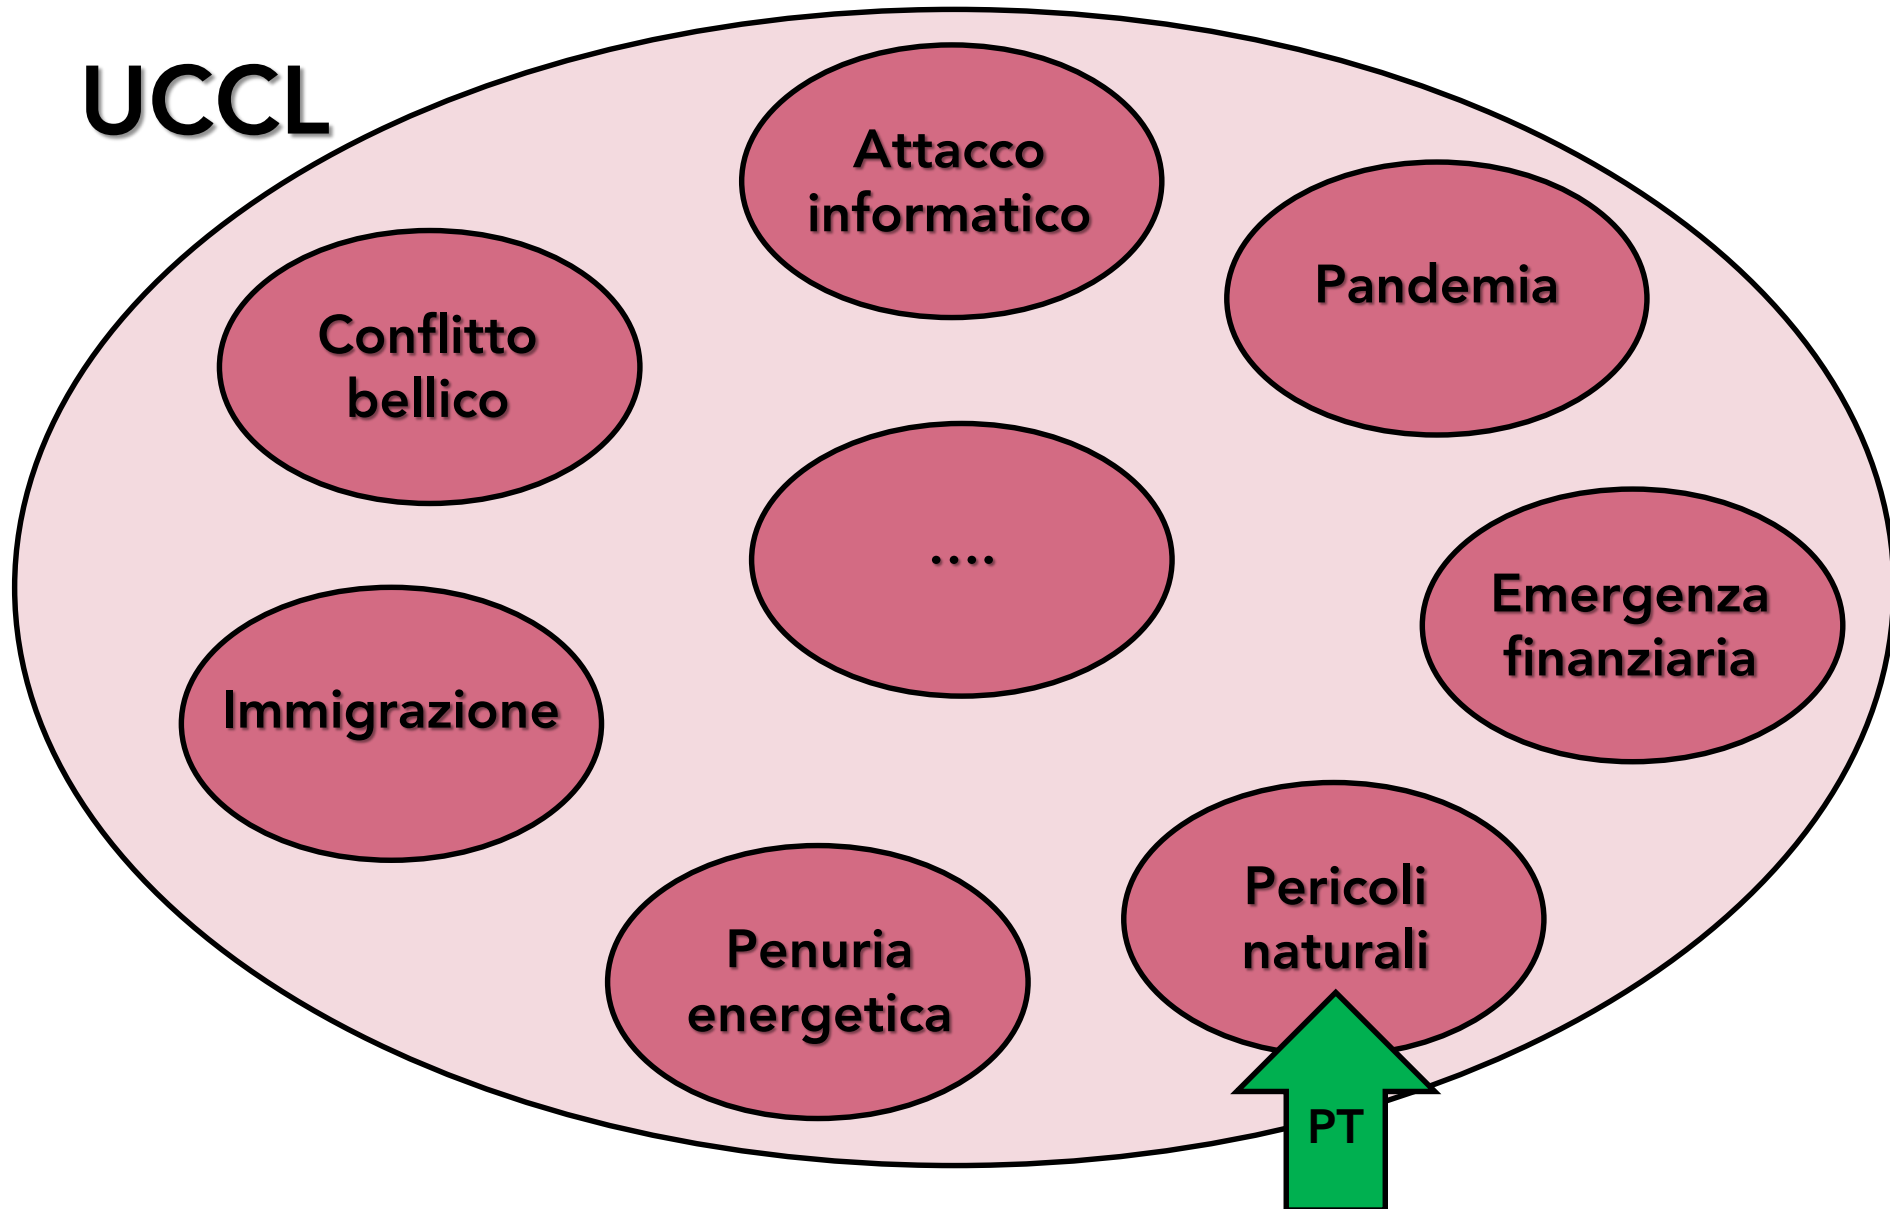 UCCL
Attacco
informatico
Pandemia
Conflitto
bellico
....
Emergenza
finanziaria
Immigrazione
Pericoli
naturali
Penuria
energetica
PT